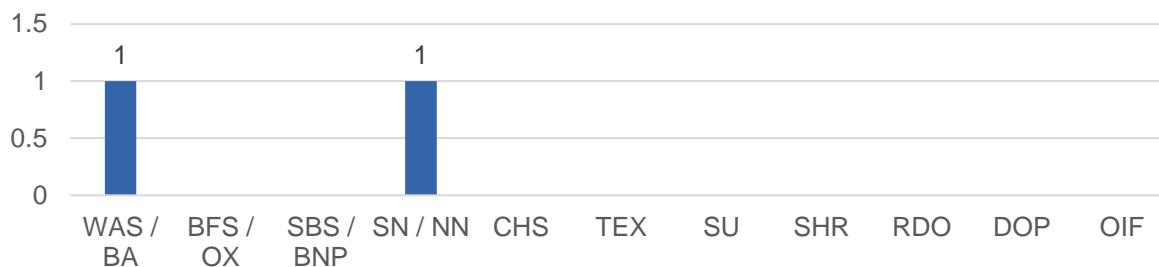 1.5
1 1
1
0.5
0
WAS / BFS / SBS / SN / NN CHS TEX SU SHR RDO DOP OIF
BA OX BNP